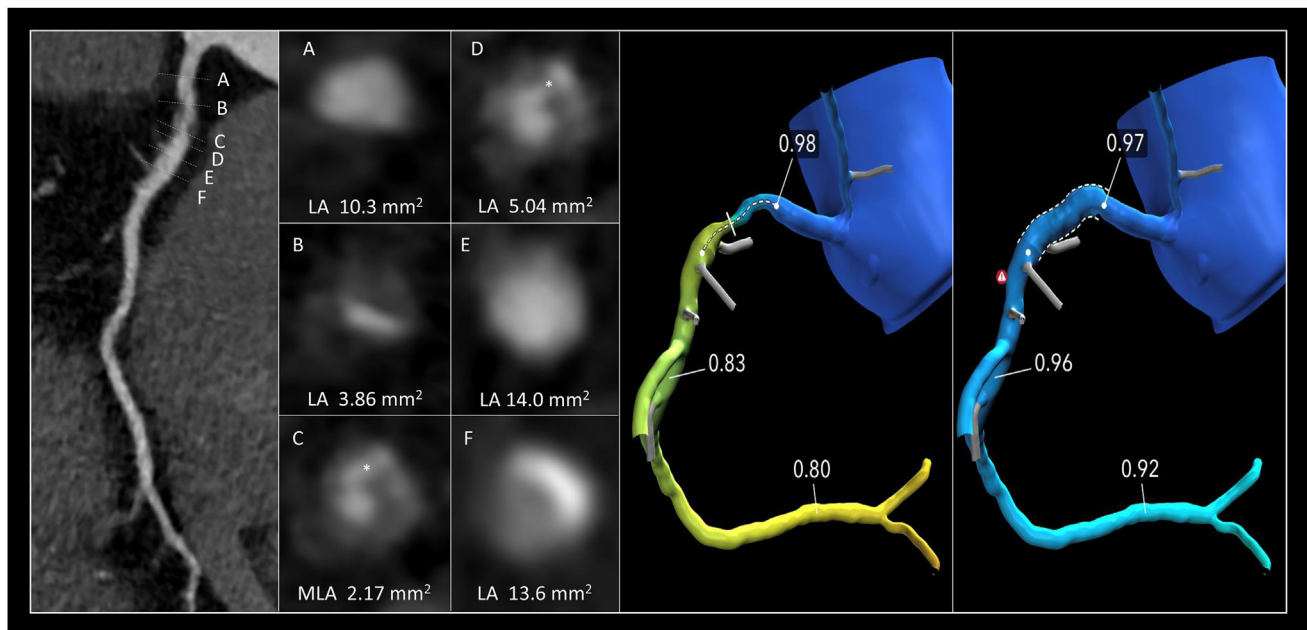 A
B
C
D
E
F
A
LA 10.3 mm²
D
*
LA 5.04 mm²
B
LA 3.86 mm²
E
LA 14.0 mm²
C
*
MLA 2.17 mm²
F
LA 13.6 mm²
0.98
0.83
0.80
0.97
0.96
0.92